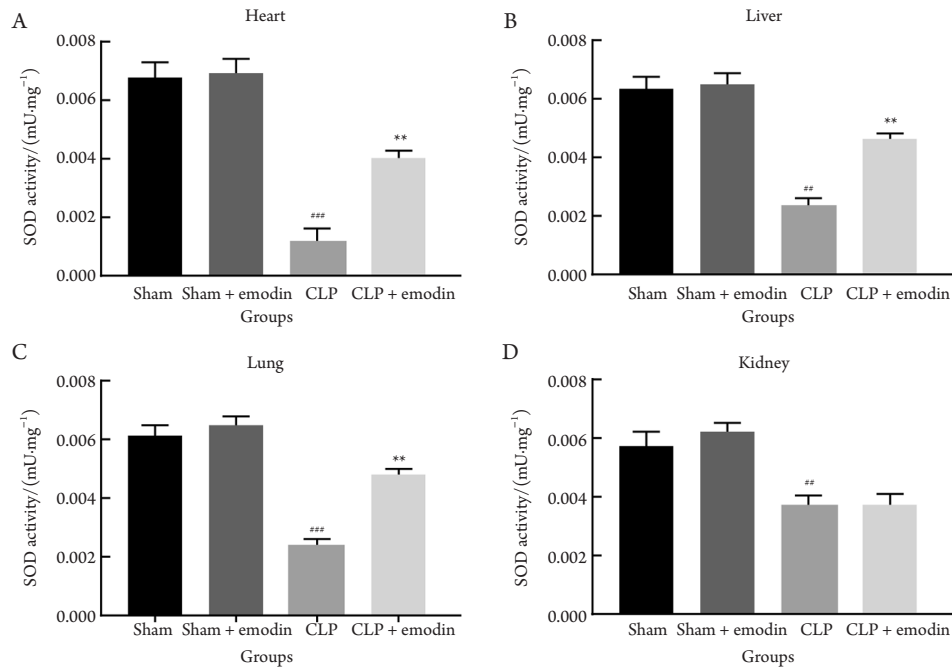 A
Heart
SOD activity/(mU·mg⁻¹)
0.008
0.006
0.004
0.002
0.000
###
**
Sham
Sham + emodin
CLP
CLP + emodin
Groups
B
Liver
SOD activity/(mU·mg⁻¹)
0.008
0.006
0.004
0.002
0.000
##
**
Sham
Sham + emodin
CLP
CLP + emodin
Groups
C
Lung
SOD activity/(mU·mg⁻¹)
0.008
0.006
0.004
0.002
0.000
###
**
Sham
Sham + emodin
CLP
CLP + emodin
Groups
D
Kidney
SOD activity/(mU·mg⁻¹)
0.008
0.006
0.004
0.002
0.000
##
Sham
Sham + emodin
CLP
CLP + emodin
Groups